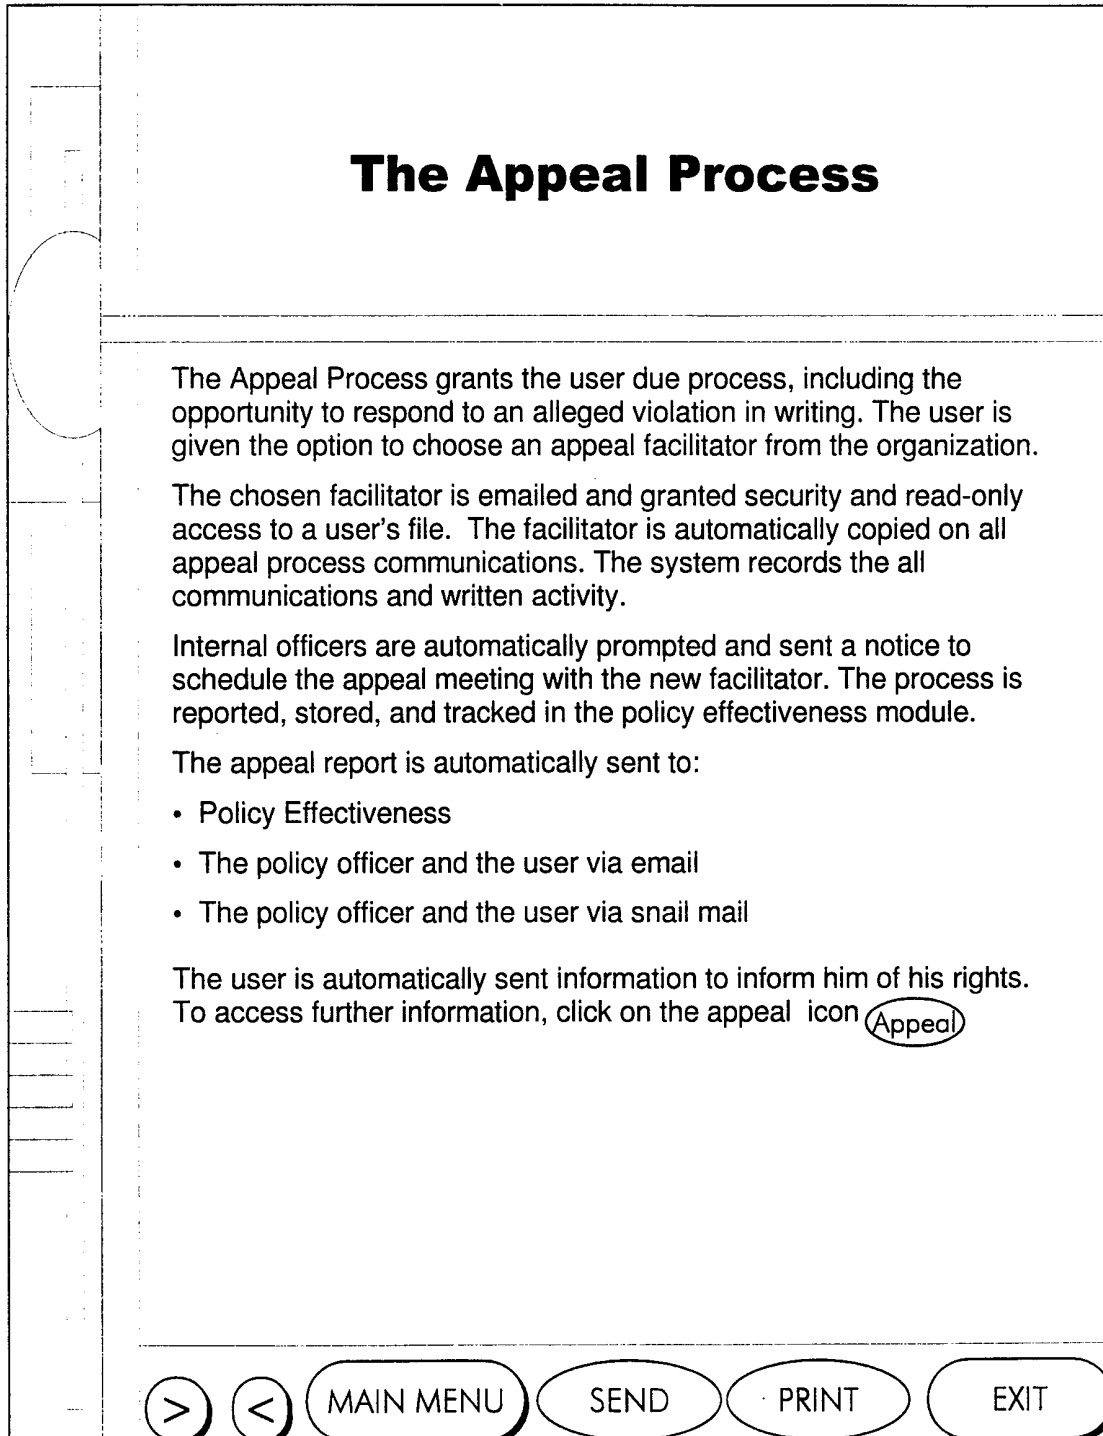 The Appeal Process
The Appeal Process grants the user due process, including the
opportunity to respond to an alleged violation in writing. The user is
given the option to choose an appeal facilitator from the organization.
The chosen facilitator is emailed and granted security and read-only
access to a user's file.  The facilitator is automatically copied on all
appeal process communications. The system records the all
communications and written activity.
Internal officers are automatically prompted and sent a notice to
schedule the appeal meeting with the new facilitator. The process is
reported, stored, and tracked in the policy effectiveness module.
The appeal report is automatically sent to:
• Policy Effectiveness
• The policy officer and the user via email
• The policy officer and the user via snail mail
The user is automatically sent information to inform him of his rights.
To access further information, click on the appeal  icon Appeal
> < MAIN MENU SEND PRINT EXIT